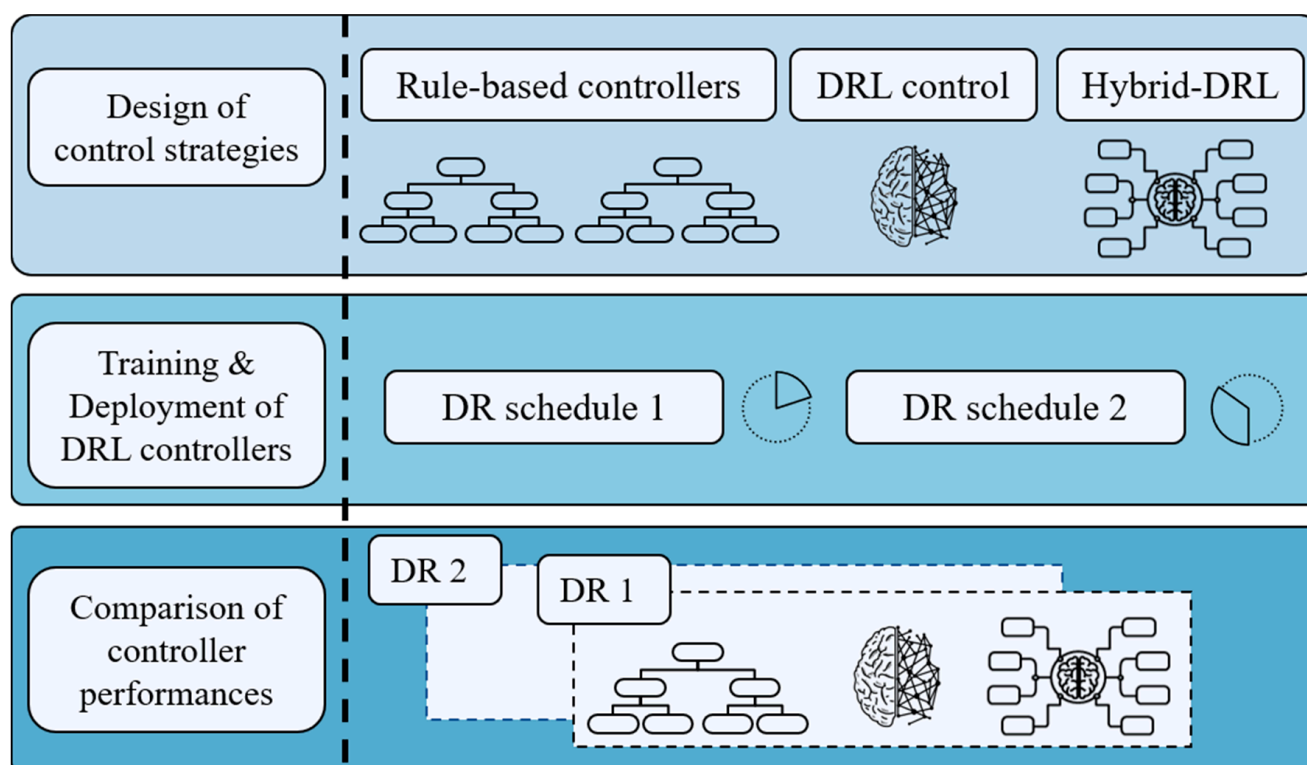 Design of
control strategies
Rule-based controllers
DRL control
Hybrid-DRL
Training &
Deployment of
DRL controllers
DR schedule 1
DR schedule 2
Comparison of
controller
performances
DR 2
DR 1